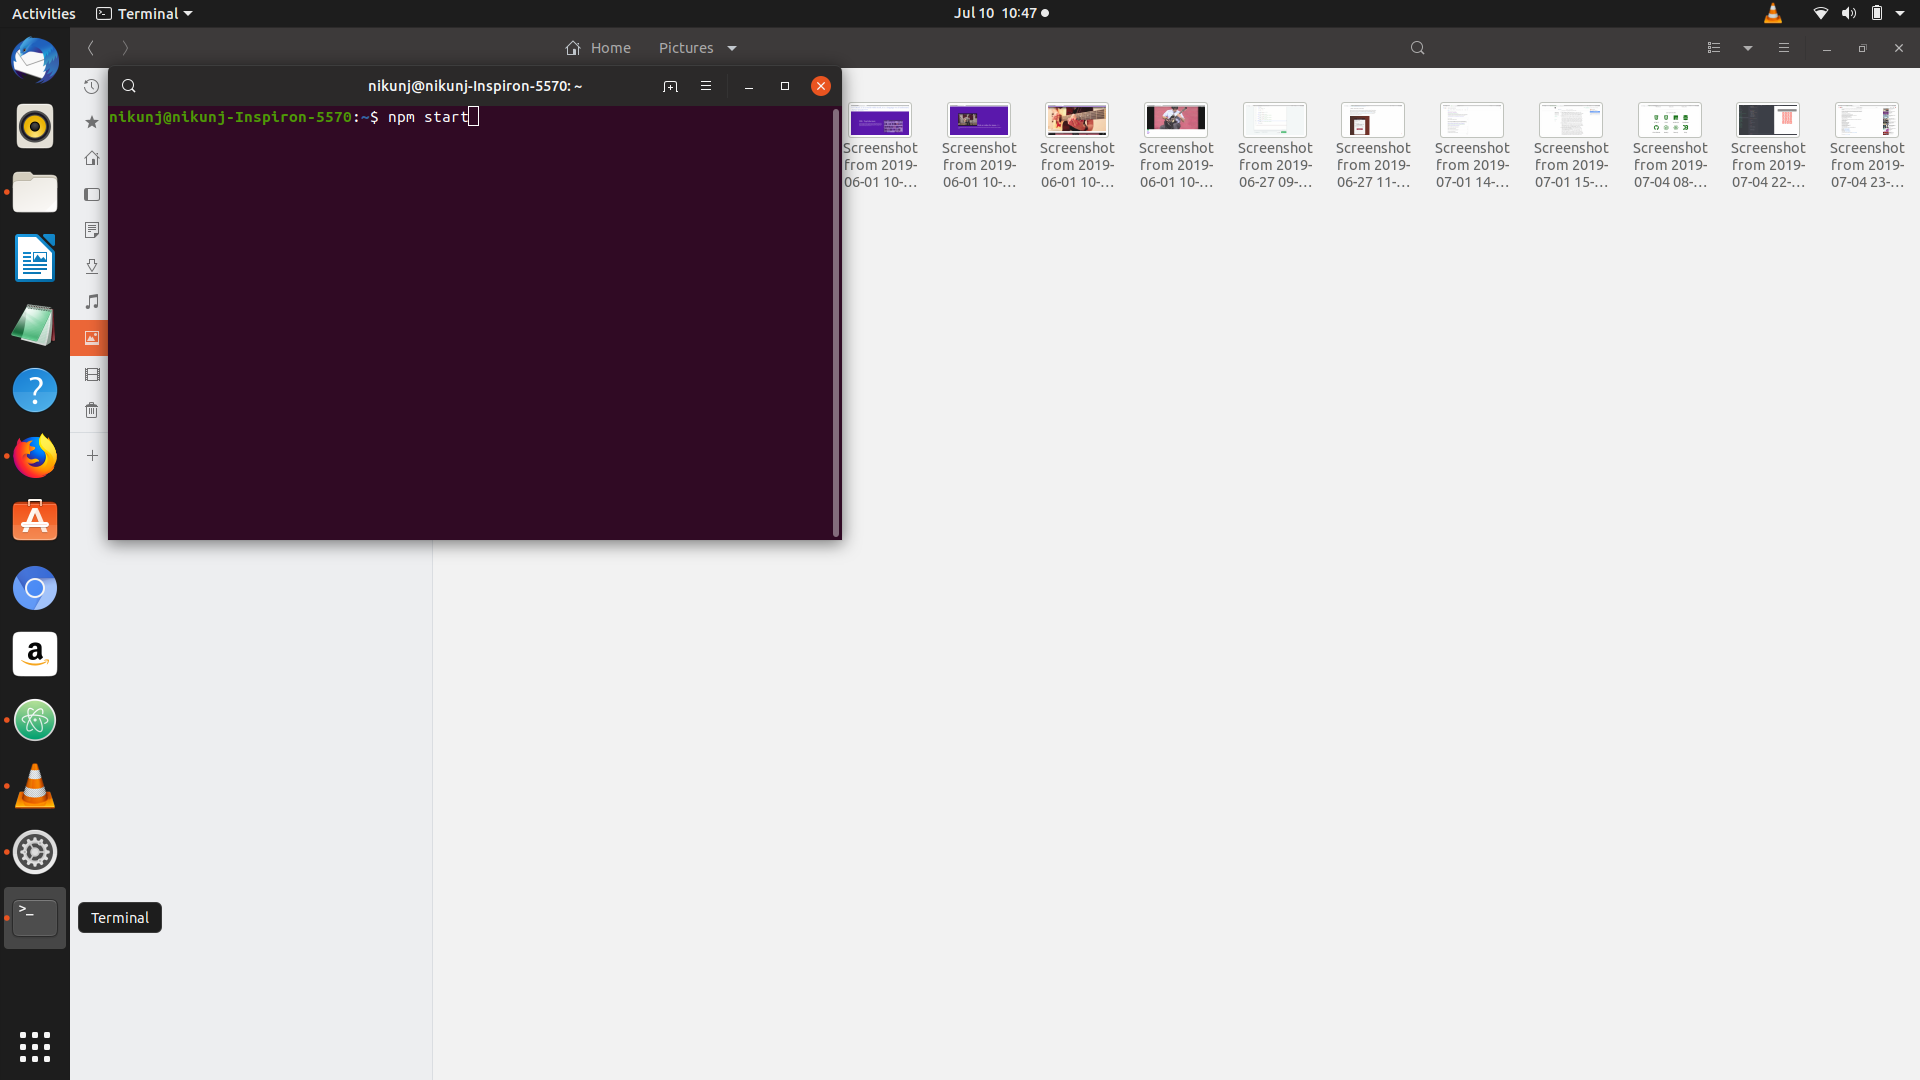 Activities
Terminal
Jul 10 10:47
Home
Pictures
nikunj@nikunj-Inspiron-5570: ~
nikunj@nikunj-Inspiron-5570:~$ npm start
Screenshot from 2019-06-01 10-...
Screenshot from 2019-06-01 10-...
Screenshot from 2019-06-01 10-...
Screenshot from 2019-06-01 10-...
Screenshot from 2019-06-27 09-...
Screenshot from 2019-06-27 11-...
Screenshot from 2019-07-01 14-...
Screenshot from 2019-07-01 15-...
Screenshot from 2019-07-04 08-...
Screenshot from 2019-07-04 22-...
Screenshot from 2019-07-04 23-...
?
a
>_
Terminal